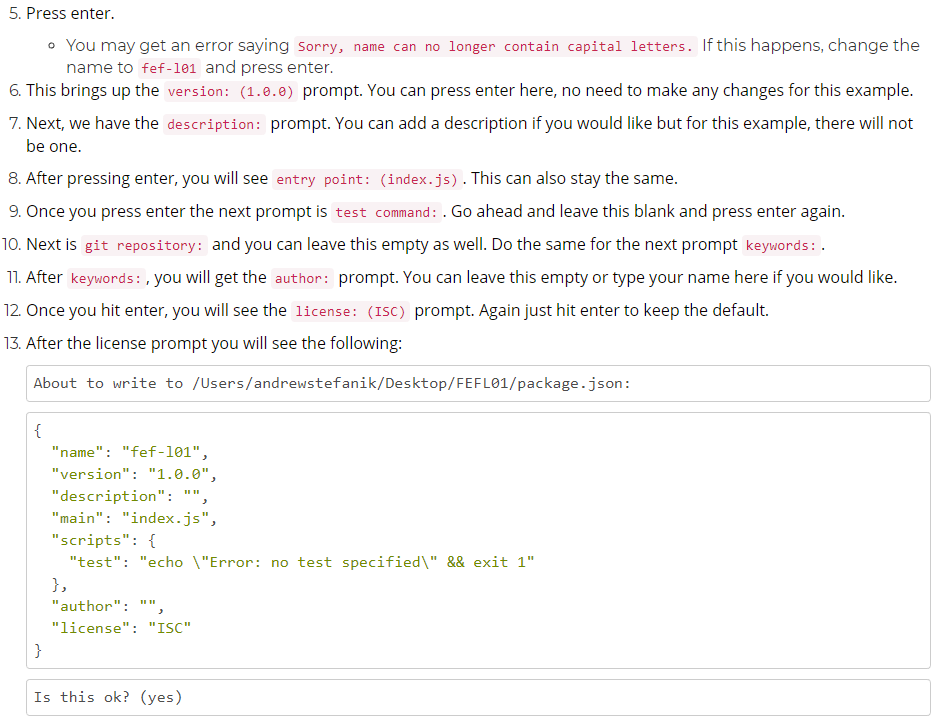 5. Press enter.
○ You may get an error saying Sorry, name can no longer contain capital letters. If this happens, change the
name to fef-l01 and press enter.
6. This brings up the version: (1.0.0) prompt. You can press enter here, no need to make any changes for this example.
7. Next, we have the description: prompt. You can add a description if you would like but for this example, there will not
be one.
8. After pressing enter, you will see entry point: (index.js) . This can also stay the same.
9. Once you press enter the next prompt is test command: . Go ahead and leave this blank and press enter again.
10. Next is git repository: and you can leave this empty as well. Do the same for the next prompt keywords: .
11. After keywords: , you will get the author: prompt. You can leave this empty or type your name here if you would like.
12. Once you hit enter, you will see the license: (ISC) prompt. Again just hit enter to keep the default.
13. After the license prompt you will see the following:
About to write to /Users/andrewstefanik/Desktop/FEFL01/package.json:
{
  "name": "fef-l01",
  "version": "1.0.0",
  "description": "",
  "main": "index.js",
  "scripts": {
    "test": "echo \"Error: no test specified\" && exit 1"
  },
  "author": "",
  "license": "ISC"
}
Is this ok? (yes)